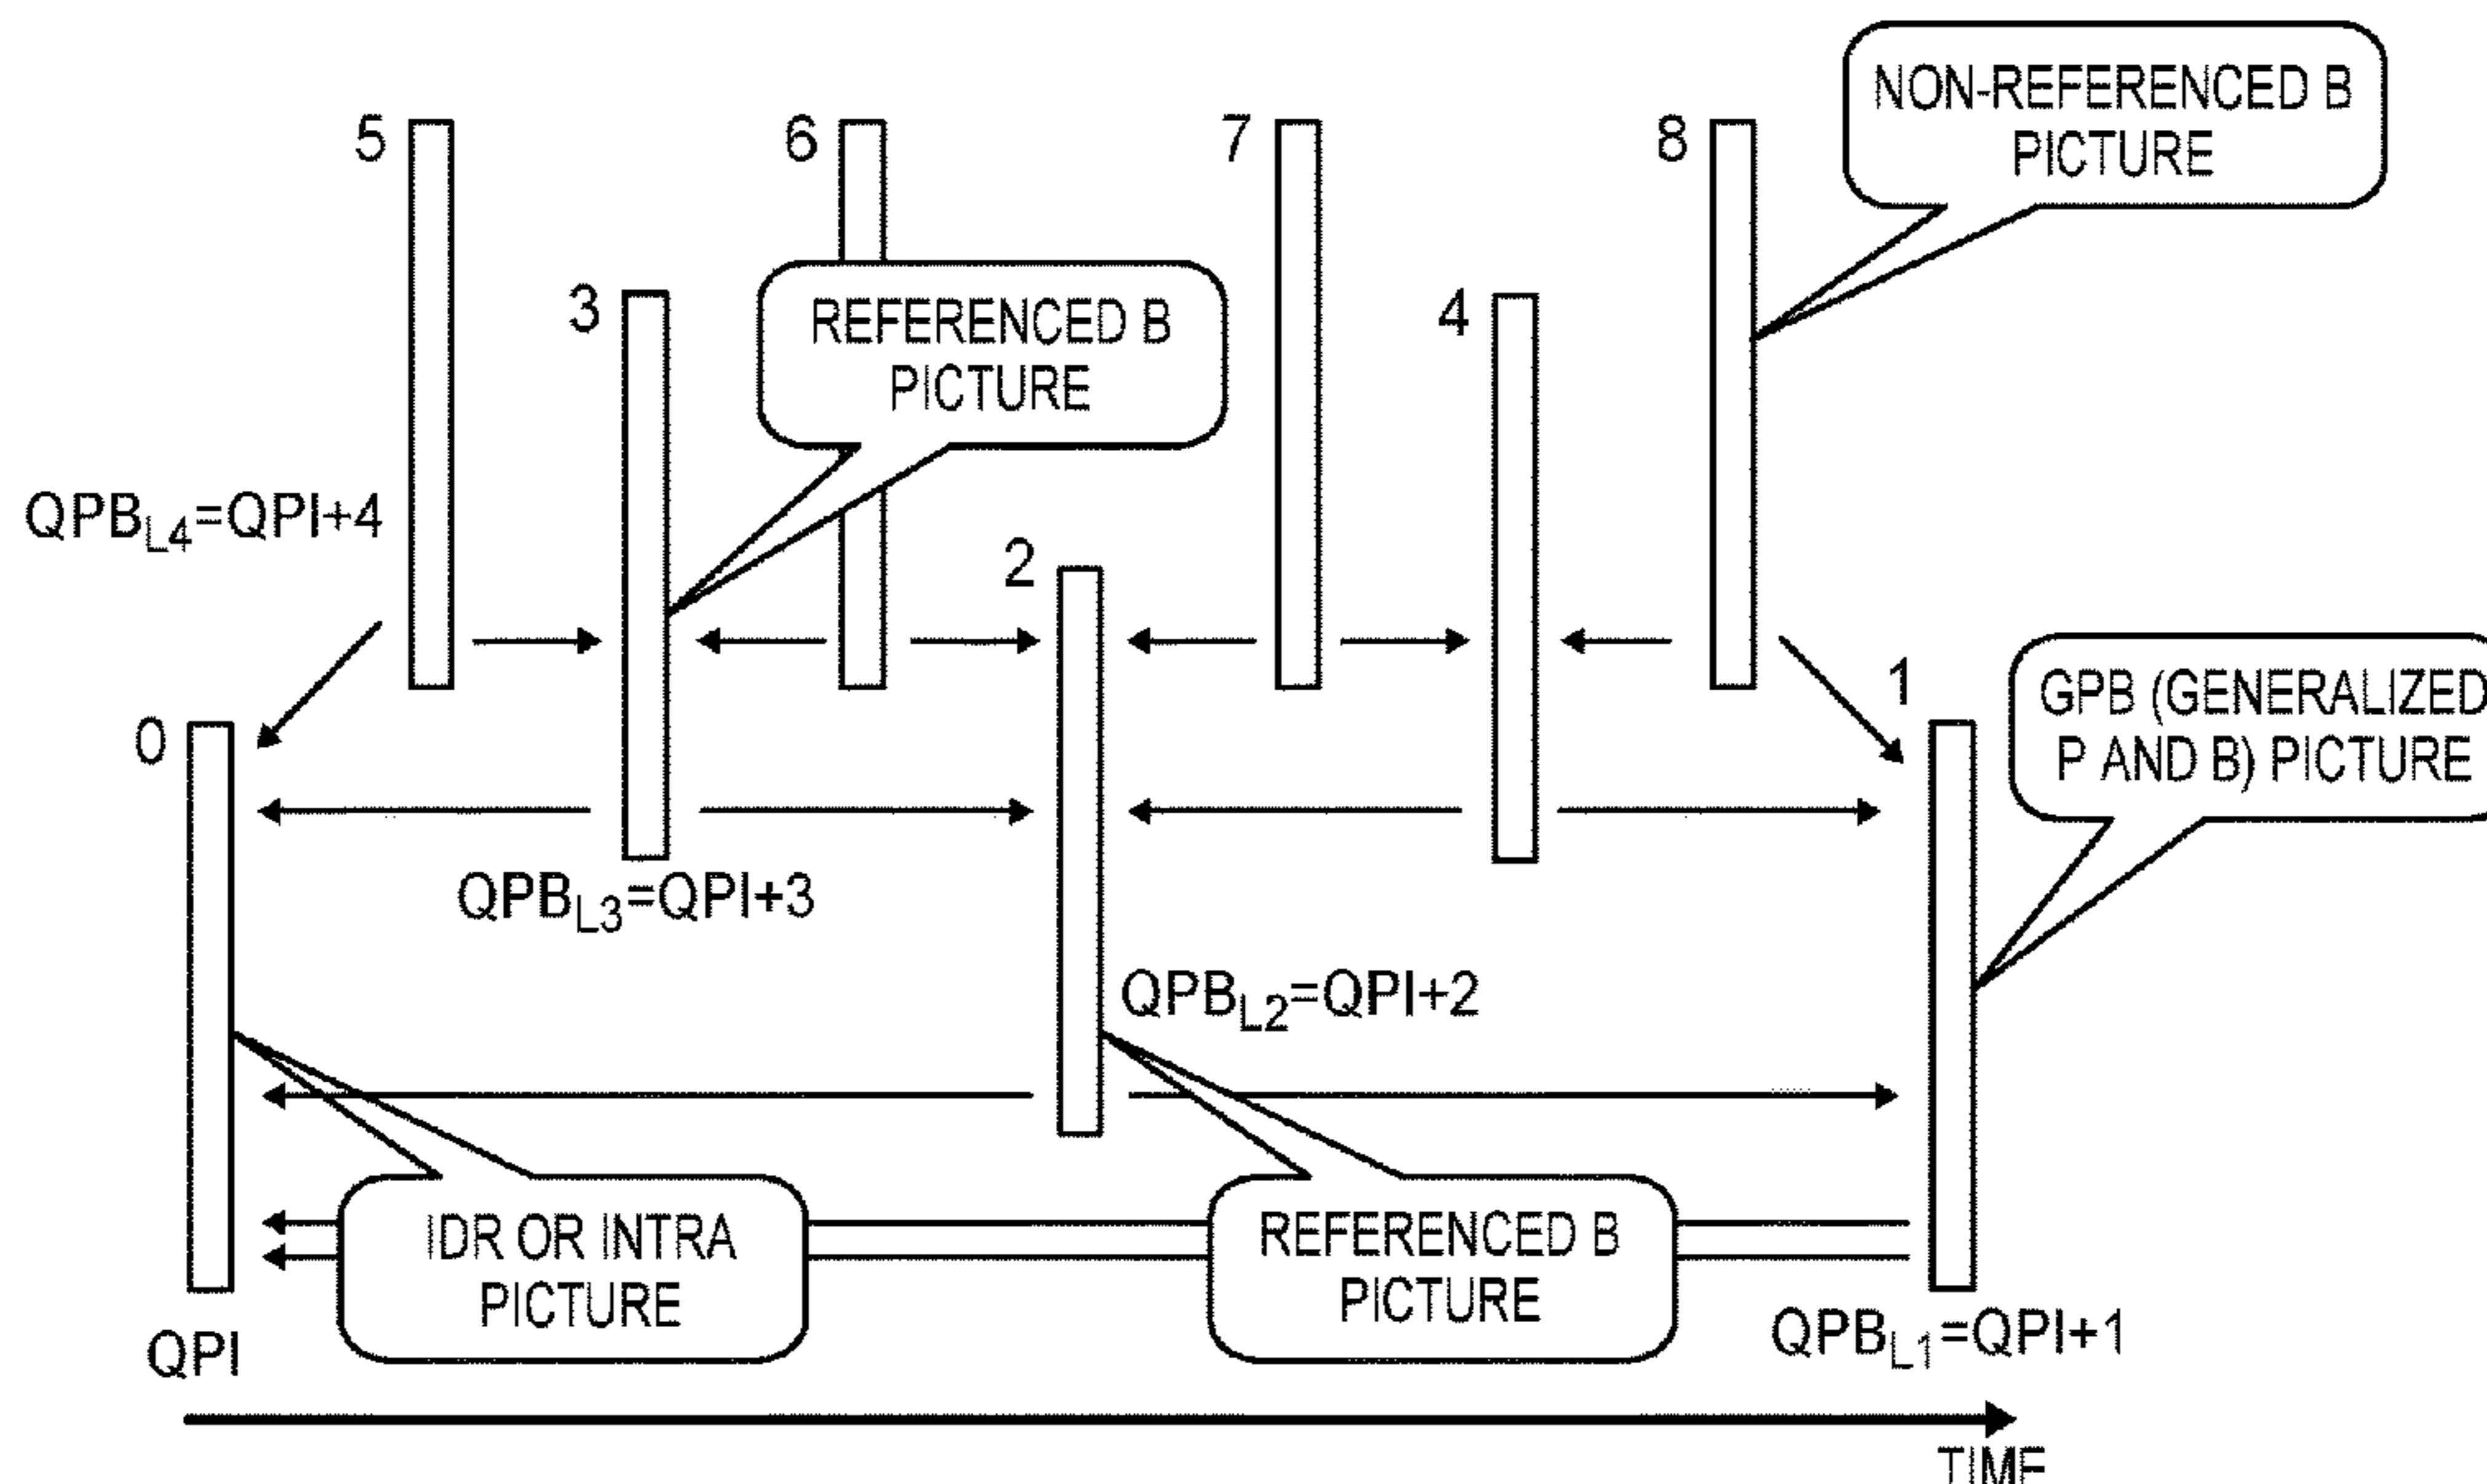 NON-REFERENCED B
PICTURE
5
6
7
8
3
REFERENCED B
PICTURE
4
QPBL4=QPI+4
2
1
GPB (GENERALIZED
P AND B) PICTURE
0
QPBL3=QPI+3
QPBL2=QPI+2
IDR OR INTRA
PICTURE
REFERENCED B
PICTURE
QPI
QPBL1=QPI+1
TIME